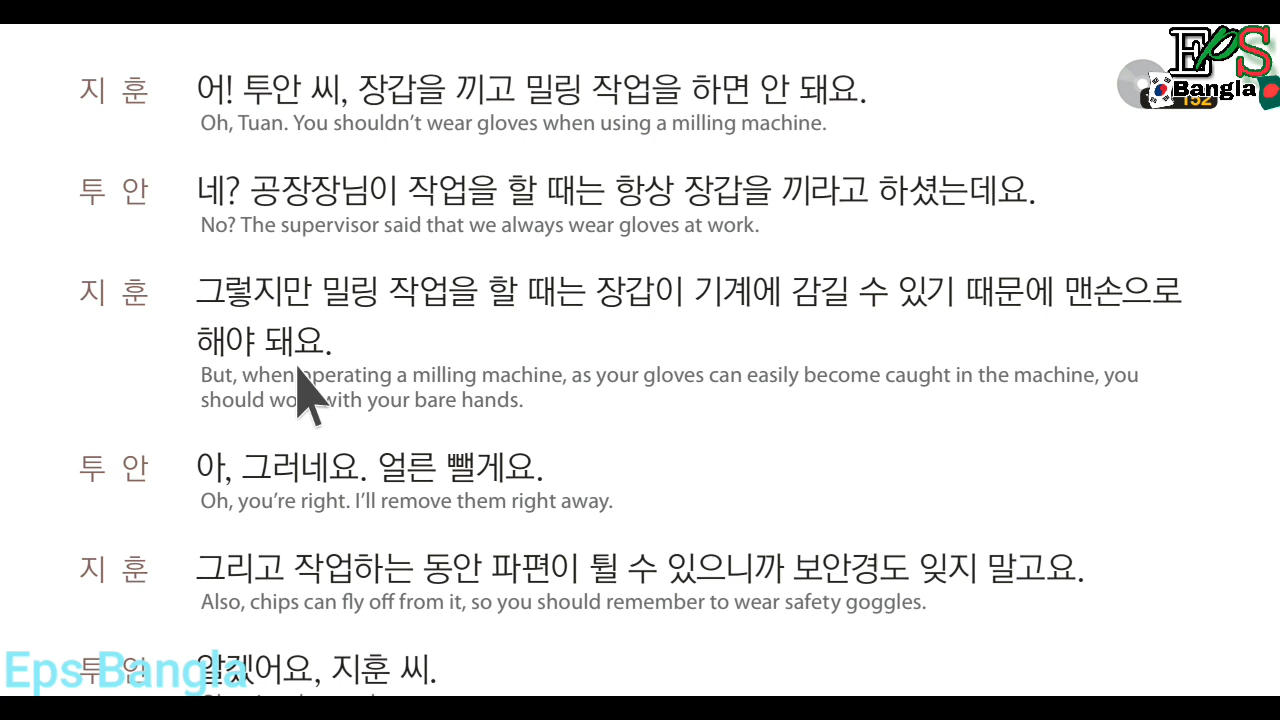 EPS
Bangla
152
지 훈 어! 투안 씨, 장갑을 끼고 밀링 작업을 하면 안 돼요.
Oh, Tuan. You shouldn't wear gloves when using a milling machine.
투 안 네? 공장장님이 작업을 할 때는 항상 장갑을 끼라고 하셨는데요.
No? The supervisor said that we always wear gloves at work.
지 훈 그렇지만 밀링 작업을 할 때는 장갑이 기계에 감길 수 있기 때문에 맨손으로
해야 돼요.
But, when operating a milling machine, as your gloves can easily become caught in the machine, you
should work with your bare hands.
투 안 아, 그러네요. 얼른 뺄게요.
Oh, you're right. I'll remove them right away.
지 훈 그리고 작업하는 동안 파편이 튈 수 있으니까 보안경도 잊지 말고요.
Also, chips can fly off from it, so you should remember to wear safety goggles.
투 안 알겠어요, 지훈 씨.
Eps Bangla